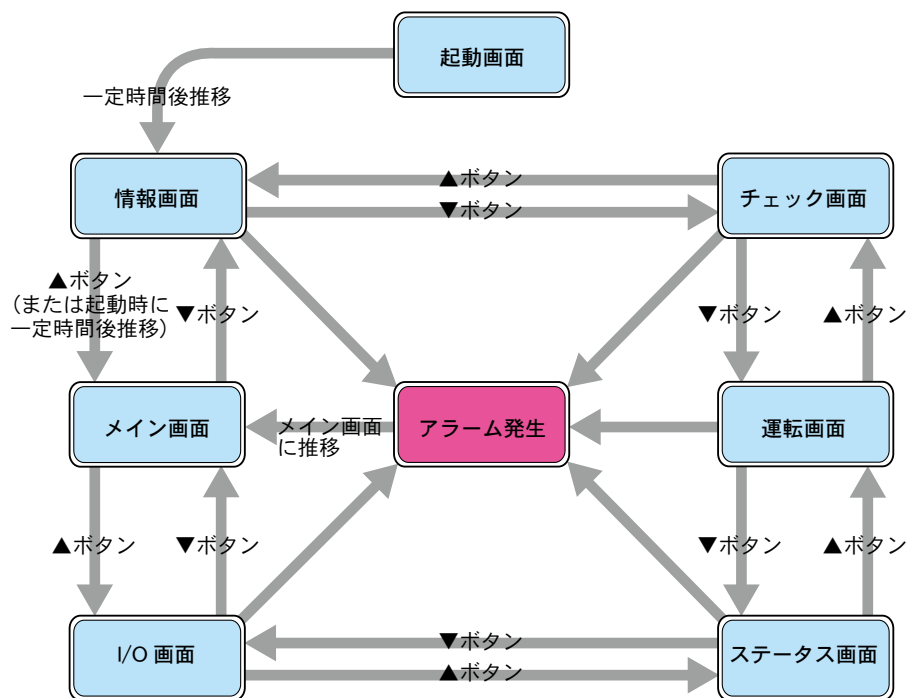 起動画面
一定時間後推移
情報画面
▲ボタン
▼ボタン
チェック画面
▲ボタン
(または起動時に
一定時間後推移)
▼ボタン
▼ボタン
▲ボタン
メイン画面
メイン画面
に推移
アラーム発生
運転画面
▲ボタン
▼ボタン
▼ボタン
▲ボタン
I/O 画面
▼ボタン
▲ボタン
ステータス画面